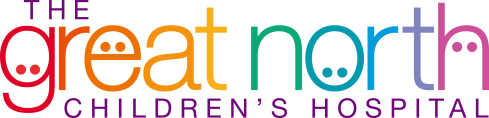 THE
great north
CHILDREN'S HOSPITAL